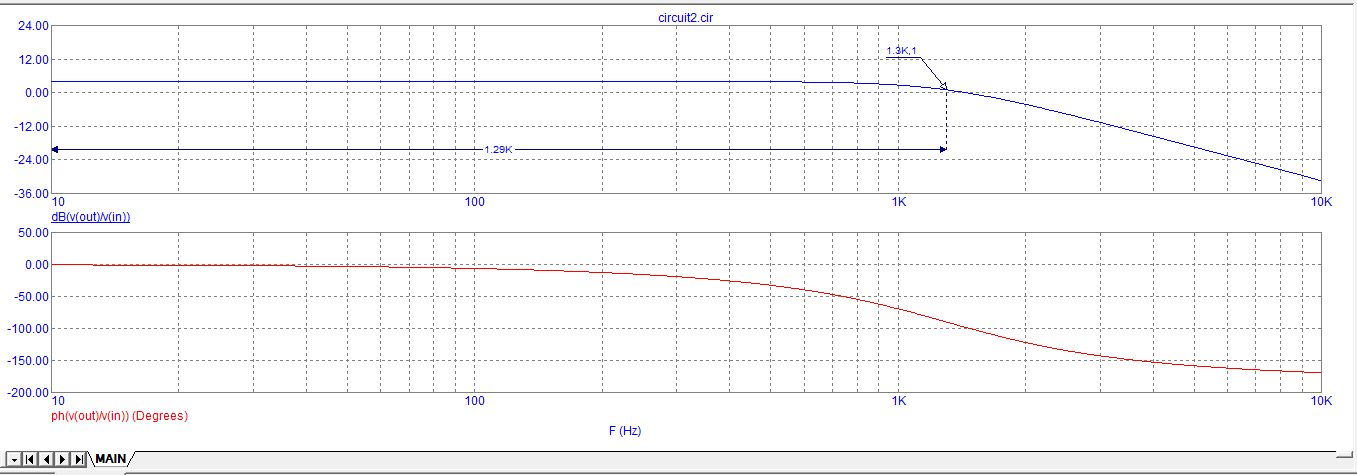 circuit2.cir
24.00
12.00
1.3K,1
0.00
-12.00
1.29K
-24.00
-36.00
10 100 1K 10K
dB(v(out)/v(in))
50.00
0.00
-50.00
-100.00
-150.00
-200.00
10 100 1K 10K
ph(v(out)/v(in)) (Degrees)
F (Hz)
MAIN